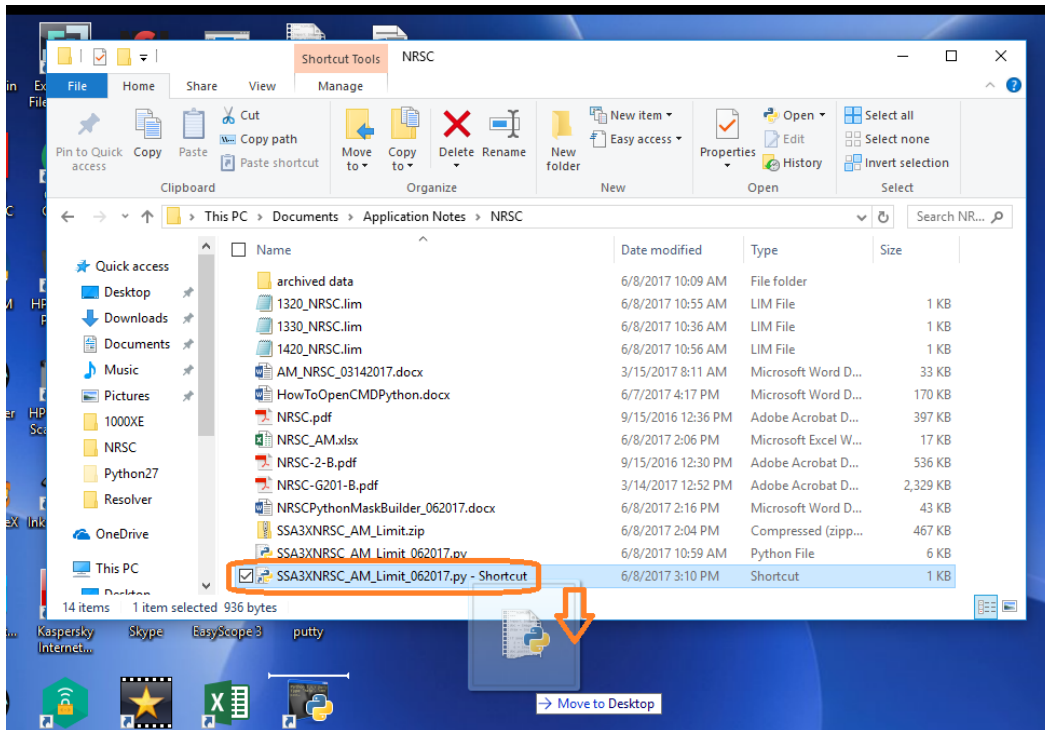 Shortcut Tools NRSC
File Home Share View Manage
Pin to Quick access
Copy
Paste
Cut
Copy path
Paste shortcut
Clipboard
Move to
Copy to
Delete
Rename
Organize
New folder
New item
Easy access
New
Properties
Open
Edit
History
Open
Select all
Select none
Invert selection
Select
This PC > Documents > Application Notes > NRSC
Search NR...
Quick access
Desktop
Downloads
Documents
Music
Pictures
1000XE
NRSC
Python27
Resolver
OneDrive
This PC
Desktop
Name Date modified Type Size
archived data 6/8/2017 10:09 AM File folder
1320_NRSC.lim 6/8/2017 10:55 AM LIM File 1 KB
1330_NRSC.lim 6/8/2017 10:36 AM LIM File 1 KB
1420_NRSC.lim 6/8/2017 10:56 AM LIM File 1 KB
AM_NRSC_03142017.docx 3/15/2017 8:11 AM Microsoft Word D... 33 KB
HowToOpenCMDPython.docx 6/7/2017 4:17 PM Microsoft Word D... 170 KB
NRSC.pdf 9/15/2016 12:36 PM Adobe Acrobat D... 397 KB
NRSC_AM.xlsx 6/8/2017 2:06 PM Microsoft Excel W... 17 KB
NRSC-2-B.pdf 9/15/2016 12:30 PM Adobe Acrobat D... 536 KB
NRSC-G201-B.pdf 3/14/2017 12:52 PM Adobe Acrobat D... 2,329 KB
NRSCPythonMaskBuilder_062017.docx 6/8/2017 2:16 PM Microsoft Word D... 43 KB
SSA3XNRSC_AM_Limit.zip 6/8/2017 2:04 PM Compressed (zipp... 467 KB
SSA3XNRSC_AM_Limit_062017.py 6/8/2017 10:59 AM Python File 6 KB
SSA3XNRSC_AM_Limit_062017.py - Shortcut 6/8/2017 3:10 PM Shortcut 1 KB
14 items 1 item selected 936 bytes
Kaspersky Internet...
Skype
EasyScope 3
putty
→ Move to Desktop